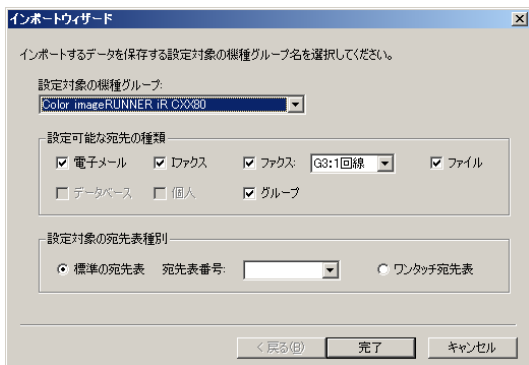 インポートウィザード
インポートするデータを保存する設定対象の機種グループ名を選択してください。
設定対象の機種グループ:
Color imageRUNNER iR CXX80
設定可能な宛先の種類
電子メール Iファクス ファクス: G3:1回線 ファイル
データベース 個人 グループ
設定対象の宛先表種別
標準の宛先表 宛先表番号: ワンタッチ宛先表
< 戻る(B) 完了 キャンセル